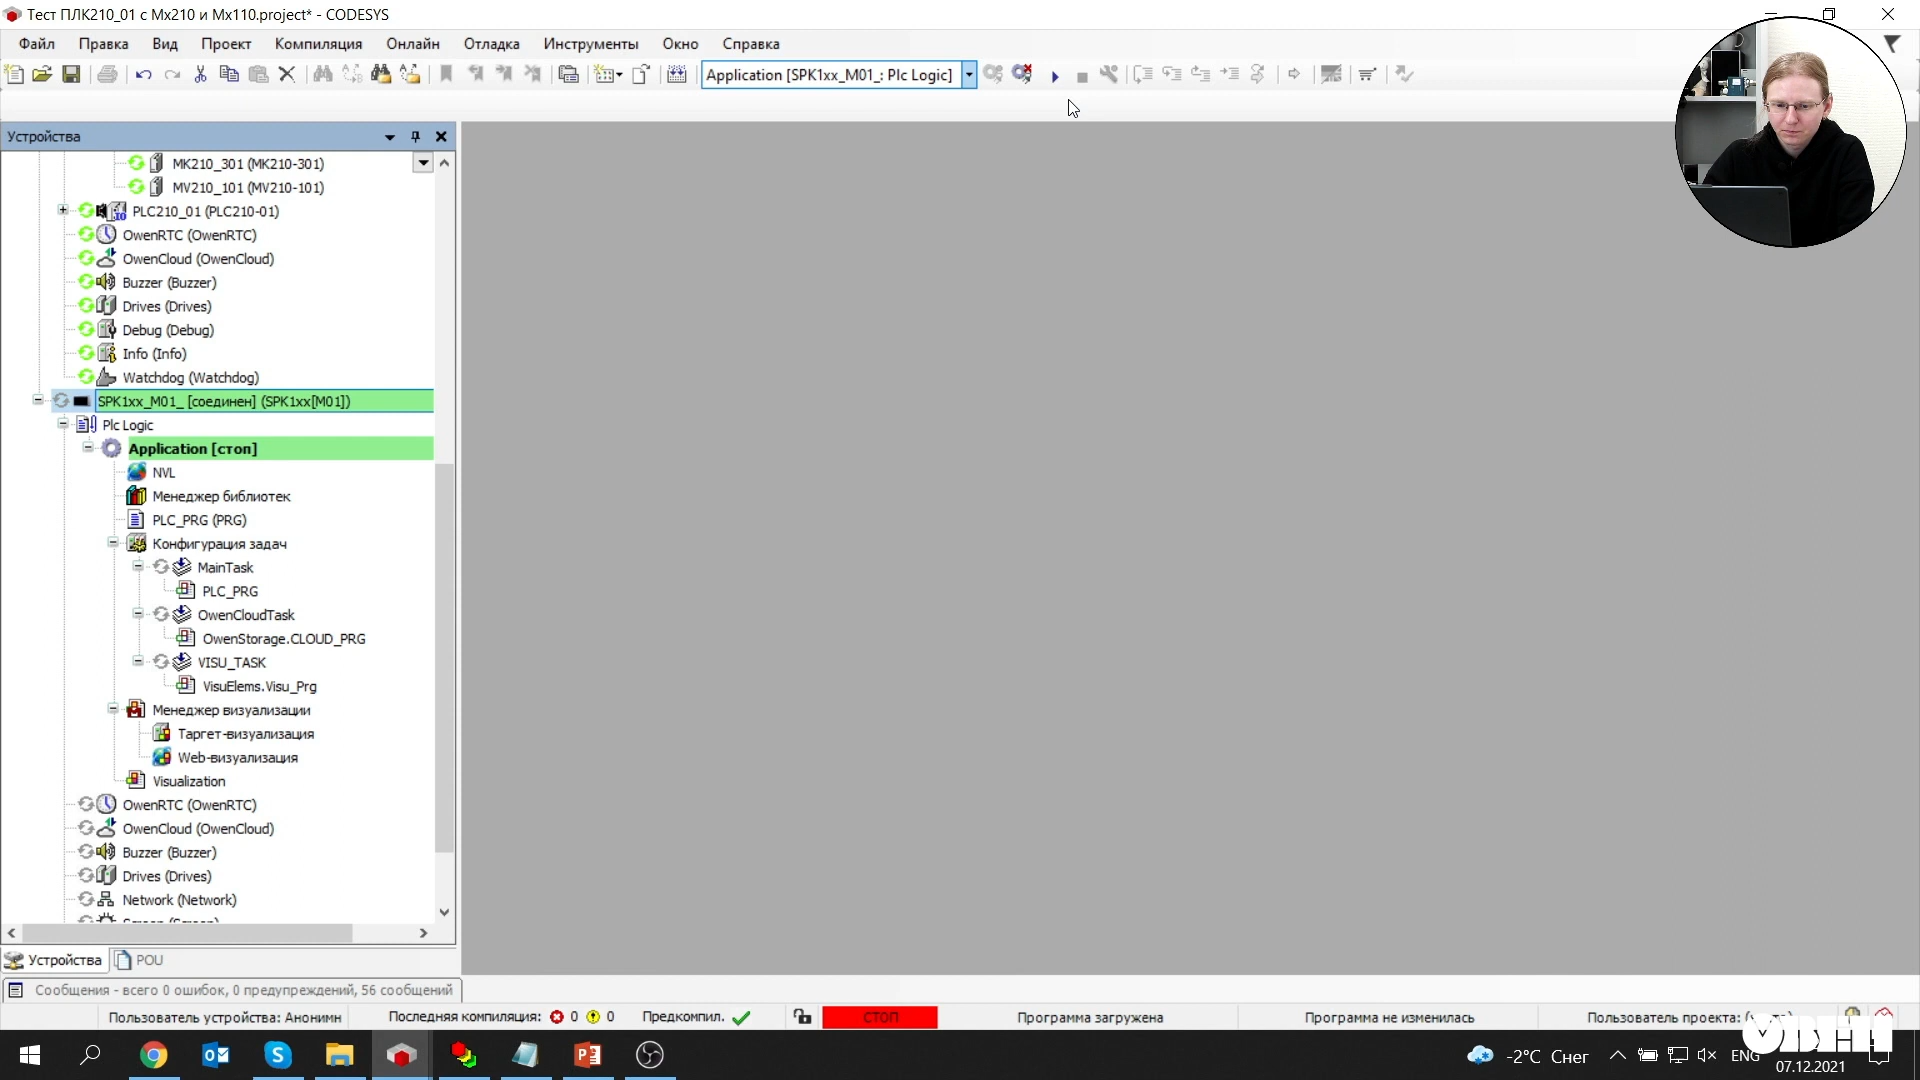 Тест ПЛК210_01 с Мх210 и Мх110.project* - CODESYS
Файл Правка Вид Проект Компиляция Онлайн Отладка Инструменты Окно Справка
Application [SPK1xx_M01_: Plc Logic]
Устройства
MK210_301 (MK210-301)
MV210_101 (MV210-101)
PLC210_01 (PLC210-01)
OwenRTC (OwenRTC)
OwenCloud (OwenCloud)
Buzzer (Buzzer)
Drives (Drives)
Debug (Debug)
Info (Info)
Watchdog (Watchdog)
SPK1xx_M01_ [соединен] (SPK1xx[M01])
Plc Logic
Application [стоп]
NVL
Менеджер библиотек
PLC_PRG (PRG)
Конфигурация задач
MainTask
PLC_PRG
OwenCloudTask
OwenStorage.CLOUD_PRG
VISU_TASK
VisuElems.Visu_Prg
Менеджер визуализации
Таргет-визуализация
Web-визуализация
Visualization
OwenRTC (OwenRTC)
OwenCloud (OwenCloud)
Buzzer (Buzzer)
Drives (Drives)
Network (Network)
Screen (Screen)
Устройства POU
Сообщения - всего 0 ошибок, 0 предупреждений, 56 сообщений
Пользователь устройства: Анонимн Последняя компиляция: 0 0 Предкомпил. СТОП Программа загружена Программа не изменилась Пользователь проекта:
-2°C Снег ENG
07.12.2021
ОВЕН